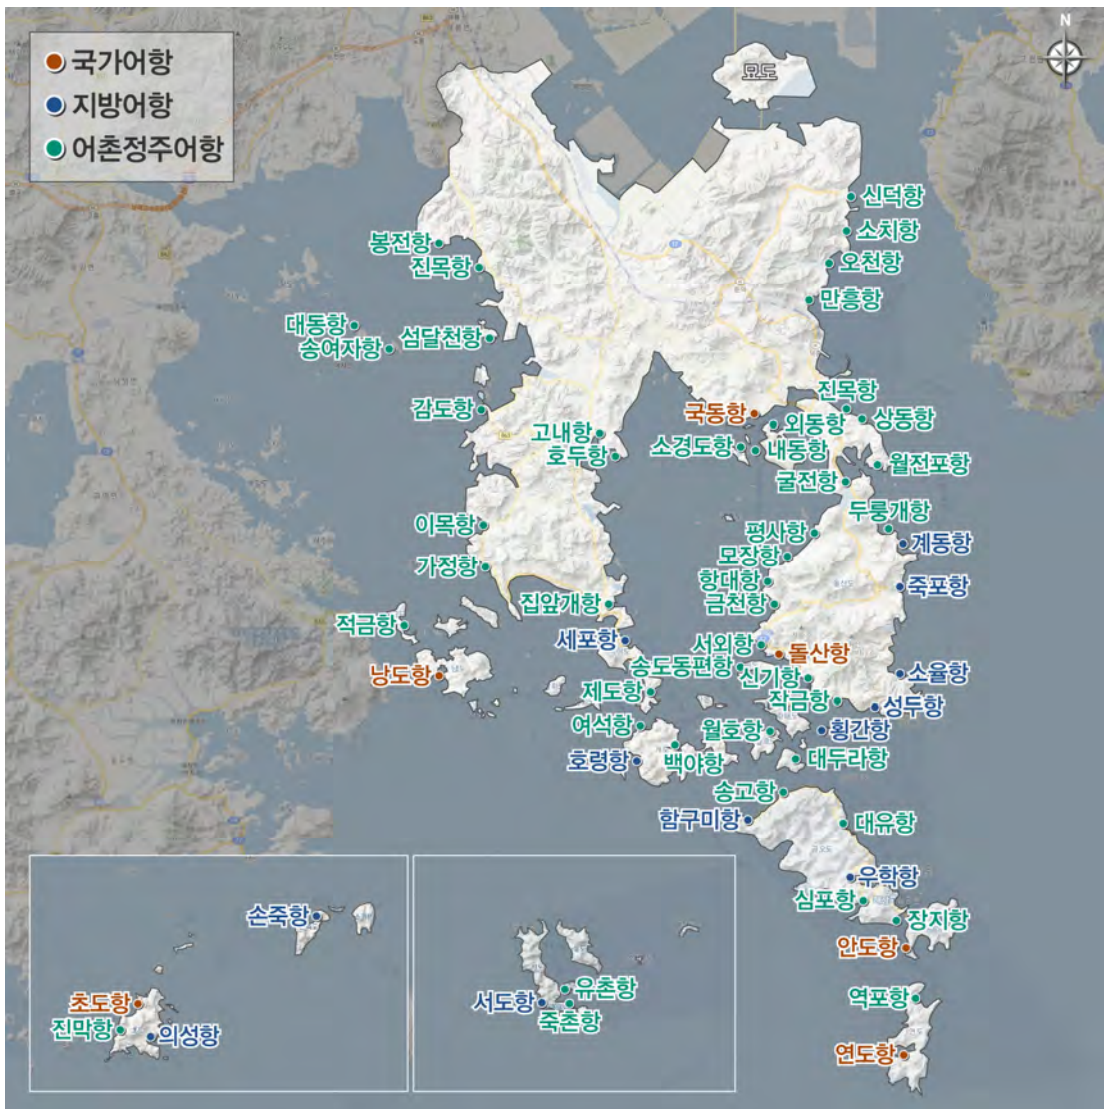 N
국가어항
지방어항
어촌정주어항
묘도
신덕항
소치항
봉전항
오천항
진목항
만흥항
대동항
섬달천항
송여자항
진목항
감도항
국동항
외동항
상동항
고내항
소경도항
내동항
호두항
월전포항
굴전항
이목항
두룽개항
평사항
계동항
모장항
가정항
항대항
죽포항
집앞개항
금천항
적금항
세포항
서외항
돌산항
송도동편항
낭도항
신기항
소율항
제도항
작금항
성두항
여석항
월호항
횡간항
호령항
백야항
대두라항
송고항
함구미항
대유항
우학항
심포항
장지항
안도항
역포항
연도항
손죽항
초도항
진막항
의성항
유촌항
서도항
죽촌항